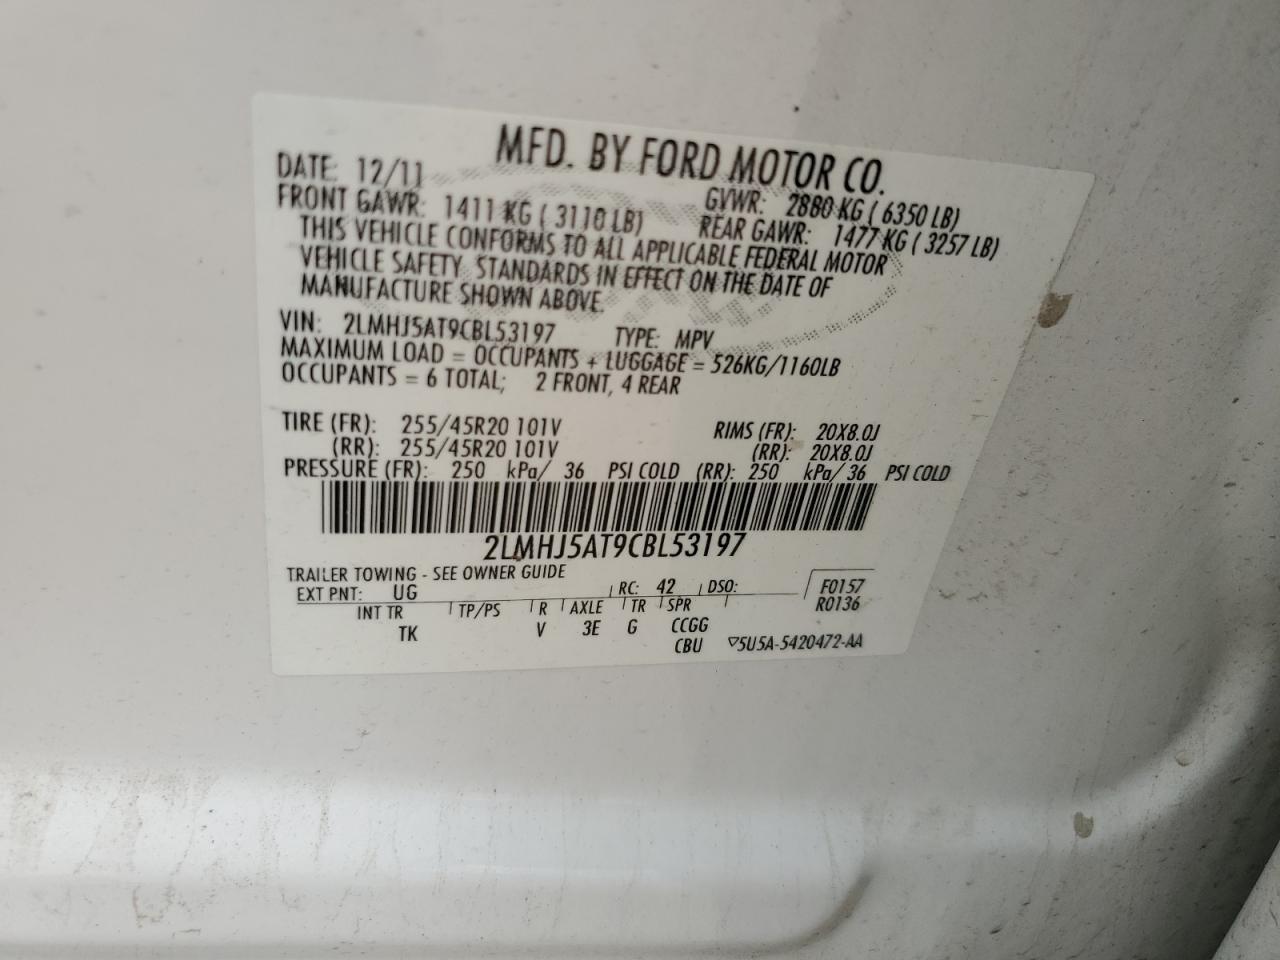 MFD. BY FORD MOTOR CO.
DATE: 12/11 GVWR: 2880 KG ( 6350 LB)
FRONT GAWR: 1411 KG ( 3110 LB) REAR GAWR: 1477 KG ( 3257 LB)
THIS VEHICLE CONFORMS TO ALL APPLICABLE FEDERAL MOTOR
VEHICLE SAFETY STANDARDS IN EFFECT ON THE DATE OF
MANUFACTURE SHOWN ABOVE.
VIN: 2LMHJ5AT9CBL53197 TYPE: MPV
MAXIMUM LOAD = OCCUPANTS + LUGGAGE = 526KG/1160LB
OCCUPANTS = 6 TOTAL; 2 FRONT, 4 REAR
TIRE (FR): 255/45R20 101V RIMS (FR): 20X8.0J
(RR): 255/45R20 101V (RR): 20X8.0J
PRESSURE (FR): 250 kPa/ 36 PSI COLD (RR): 250 kPa/ 36 PSI COLD
2LMHJ5AT9CBL53197
TRAILER TOWING - SEE OWNER GUIDE
EXT PNT: UG RC: 42 DSO: F0157
INT TR TP/PS R AXLE TR SPR R0136
TK V 3E G CCGG
CBU ▽5U5A-5420472-AA